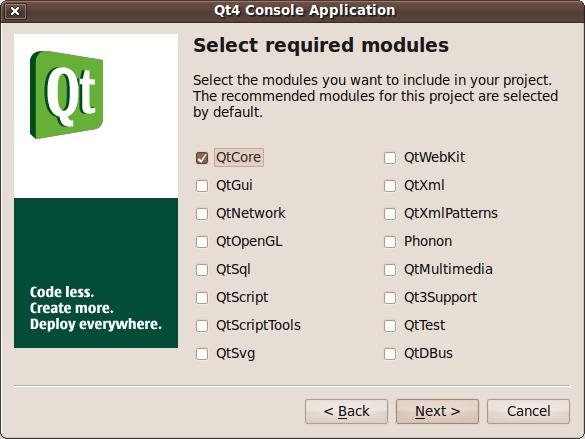 Qt4 Console Application
Qt
Select required modules
Select the modules you want to include in your project.
The recommended modules for this project are selected
by default.
QtCore
QtGui
QtNetwork
QtOpenGL
QtSql
QtScript
QtScriptTools
QtSvg
QtWebKit
QtXml
QtXmlPatterns
Phonon
QtMultimedia
Qt3Support
QtTest
QtDBus
Code less.
Create more.
Deploy everywhere.
< Back
Next >
Cancel